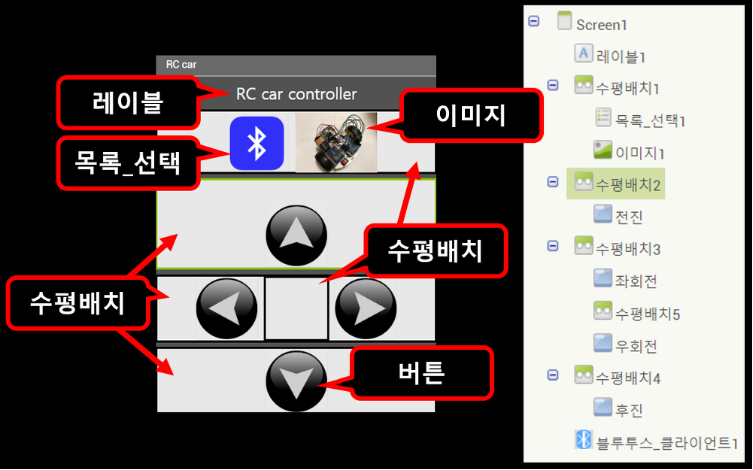 RC car
RC car controller
레이블
이미지
목록_선택
수평배치
수평배치
버튼
Screen1
레이블1
수평배치1
목록_선택1
이미지1
수평배치2
전진
수평배치3
좌회전
수평배치5
우회전
수평배치4
후진
블루투스_클라이언트1